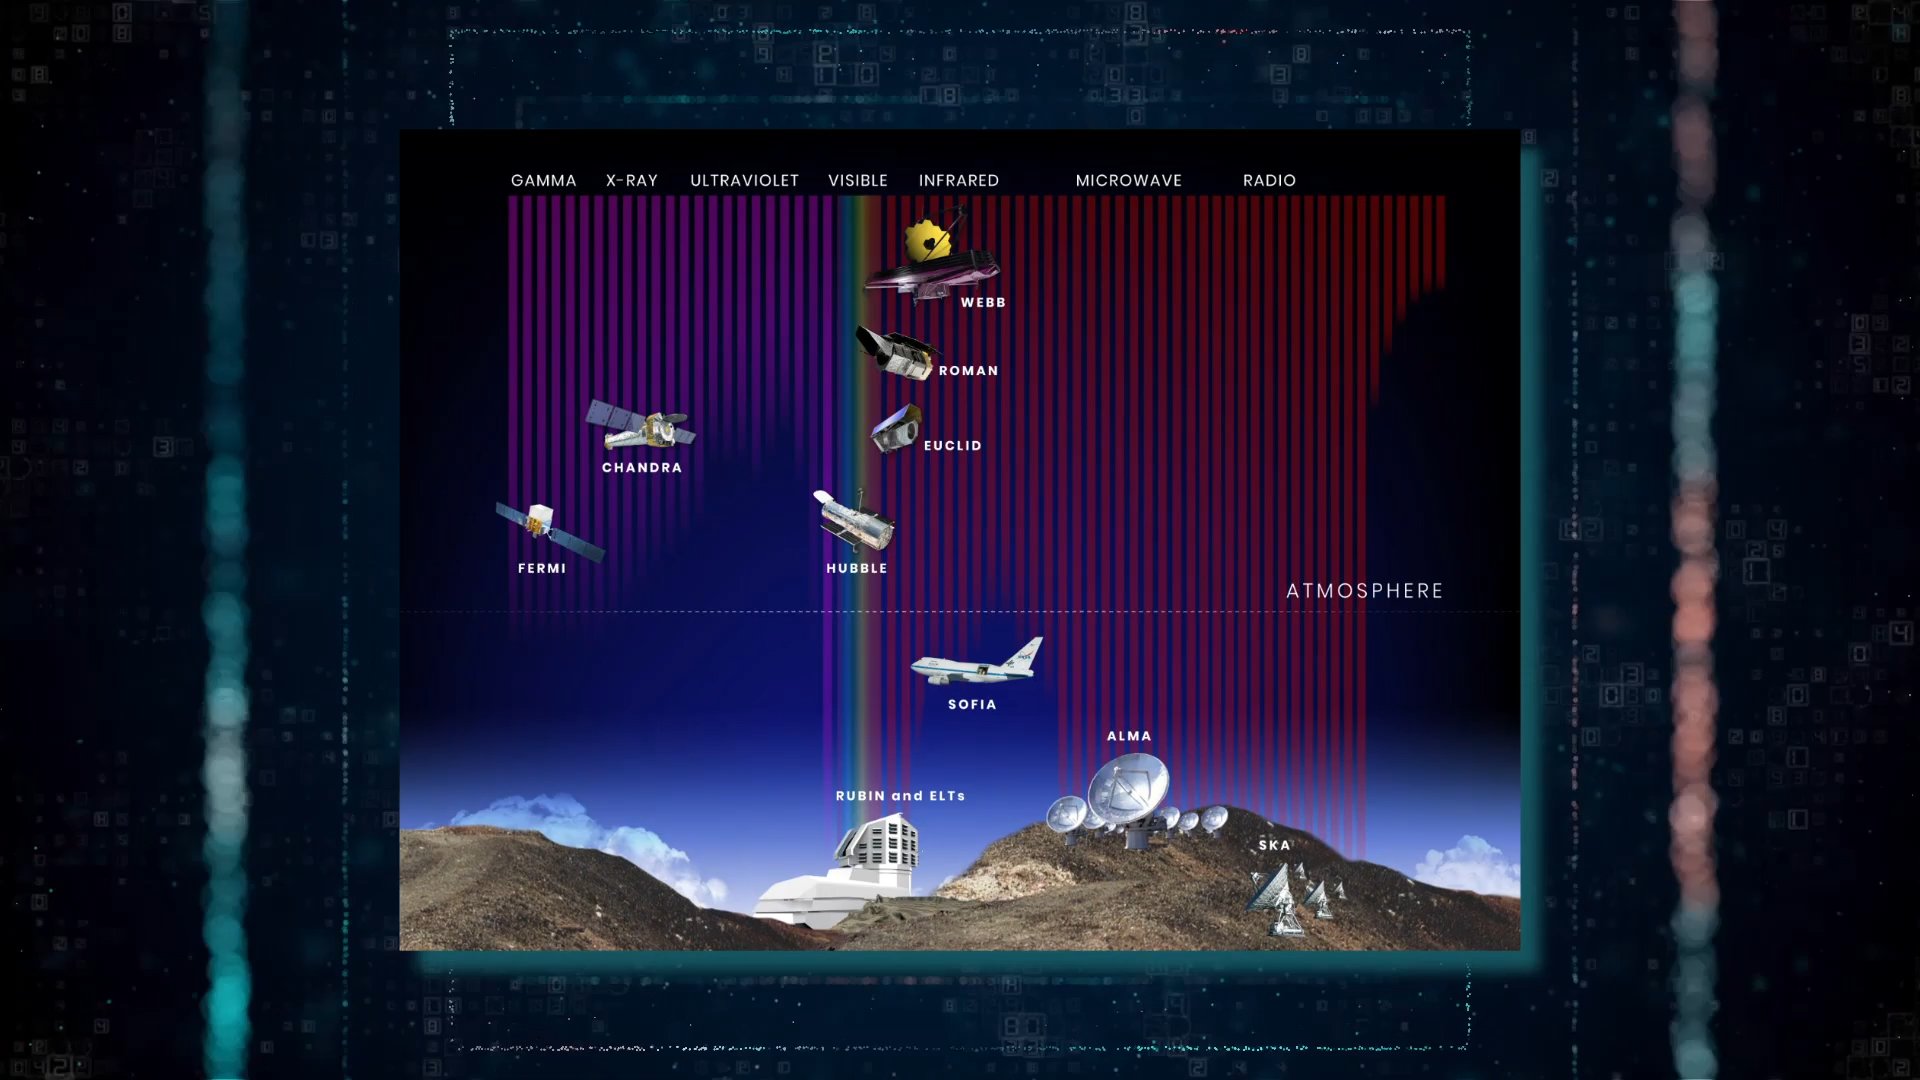 GAMMA X-RAY ULTRAVIOLET VISIBLE INFRARED MICROWAVE RADIO
WEBB
ROMAN
EUCLID
CHANDRA
FERMI
HUBBLE
ATMOSPHERE
SOFIA
ALMA
RUBIN and ELTs
SKA